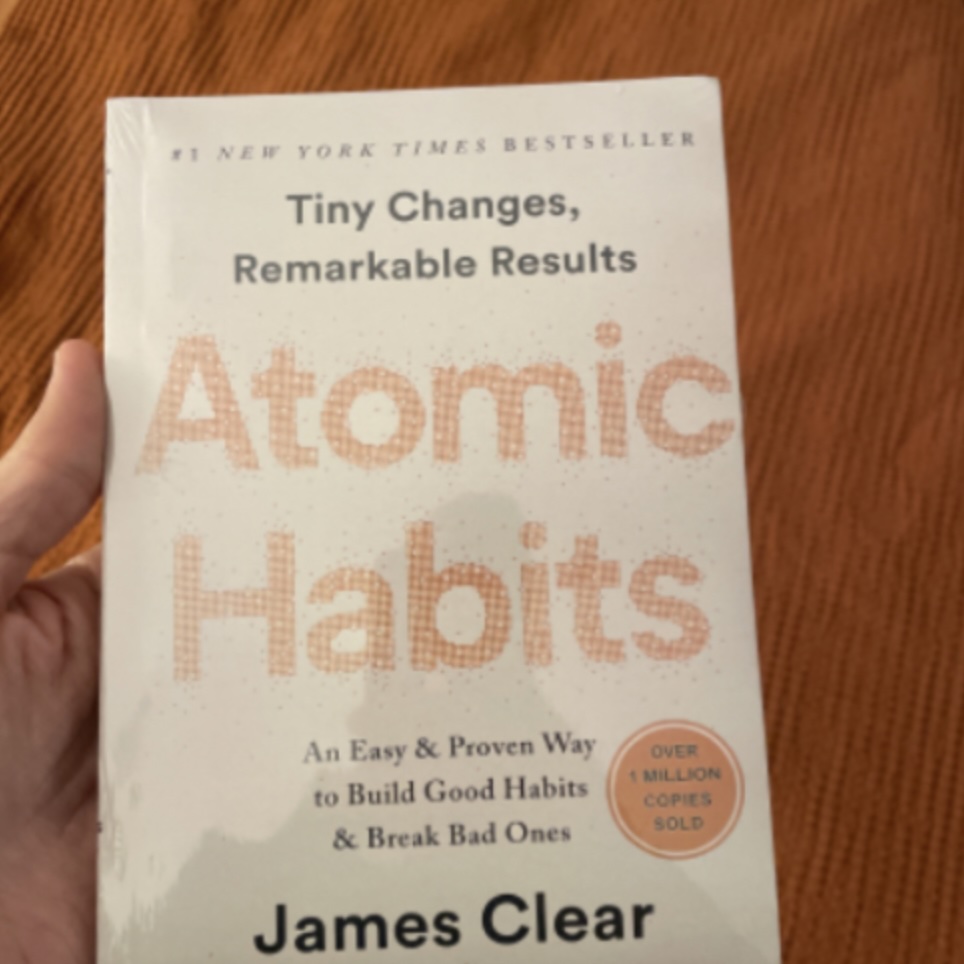 #1 NEW YORK TIMES BESTSELLER
Tiny Changes,
Remarkable Results
Atomic
Habits
An Easy & Proven Way
to Build Good Habits
& Break Bad Ones
OVER
1 MILLION
COPIES
SOLD
James Clear